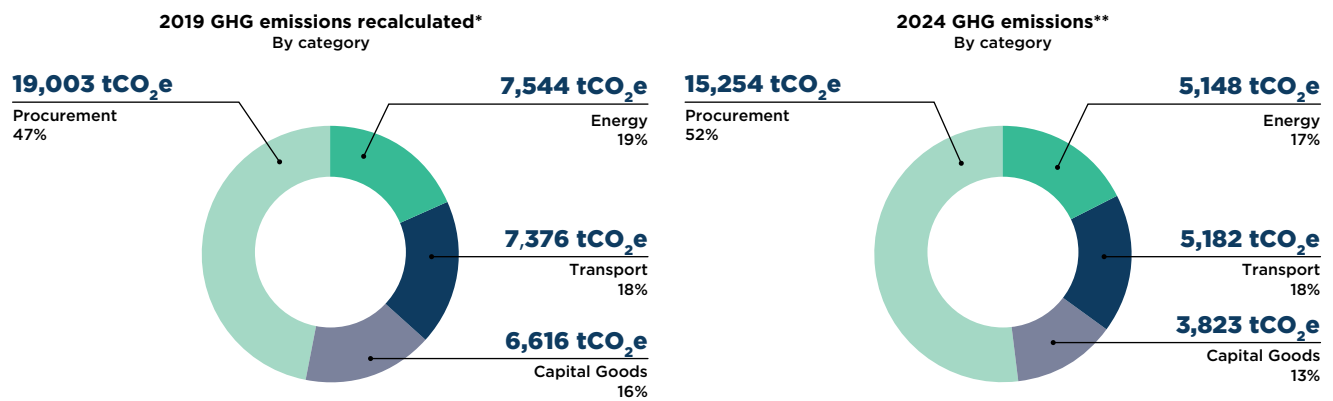 2019 GHG emissions recalculated*
By category
19,003 tCO₂e
Procurement
47%
7,544 tCO₂e
Energy
19%
7,376 tCO₂e
Transport
18%
6,616 tCO₂e
Capital Goods
16%
2024 GHG emissions**
By category
15,254 tCO₂e
Procurement
52%
5,148 tCO₂e
Energy
17%
5,182 tCO₂e
Transport
18%
3,823 tCO₂e
Capital Goods
13%